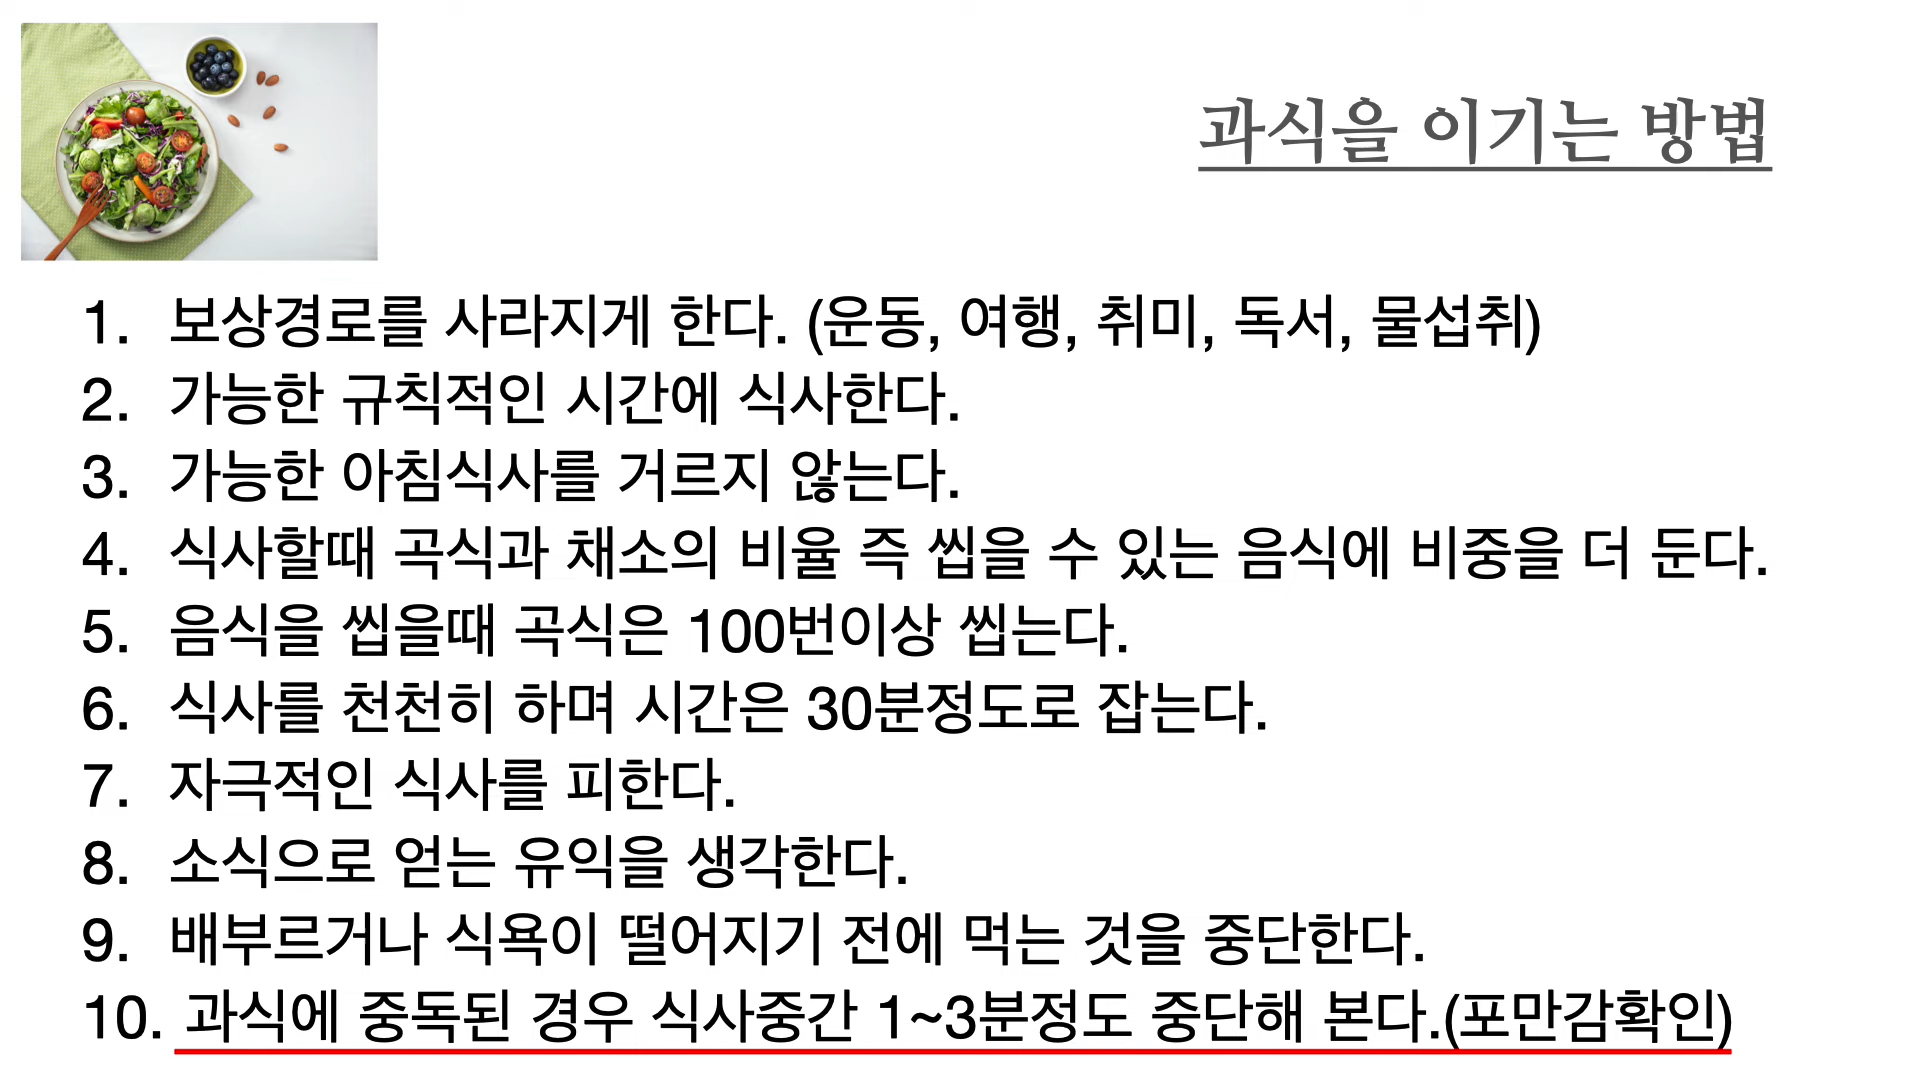 과식을 이기는 방법
1. 보상경로를 사라지게 한다. (운동, 여행, 취미, 독서, 물섭취)
2. 가능한 규칙적인 시간에 식사한다.
3. 가능한 아침식사를 거르지 않는다.
4. 식사할때 곡식과 채소의 비율 즉 씹을 수 있는 음식에 비중을 더 둔다.
5. 음식을 씹을때 곡식은 100번이상 씹는다.
6. 식사를 천천히 하며 시간은 30분정도로 잡는다.
7. 자극적인 식사를 피한다.
8. 소식으로 얻는 유익을 생각한다.
9. 배부르거나 식욕이 떨어지기 전에 먹는 것을 중단한다.
10. 과식에 중독된 경우 식사중간 1~3분정도 중단해 본다.(포만감확인)